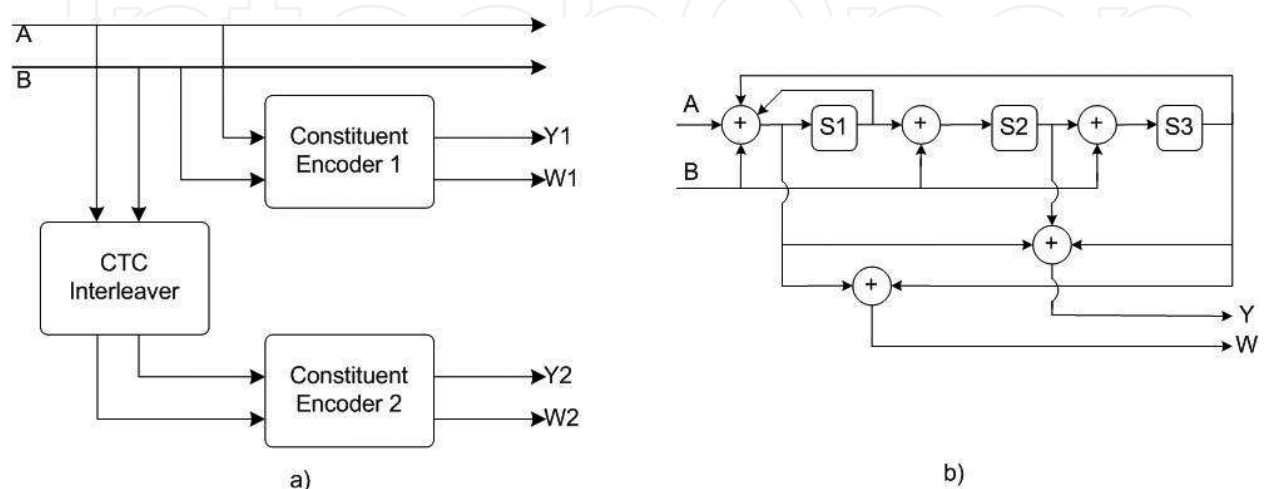 A
B
Constituent
Encoder 1
Y1
W1
CTC
Interleaver
Constituent
Encoder 2
Y2
W2
a)
A
B
+
S1
+
S2
+
S3
+
+
Y
W
b)